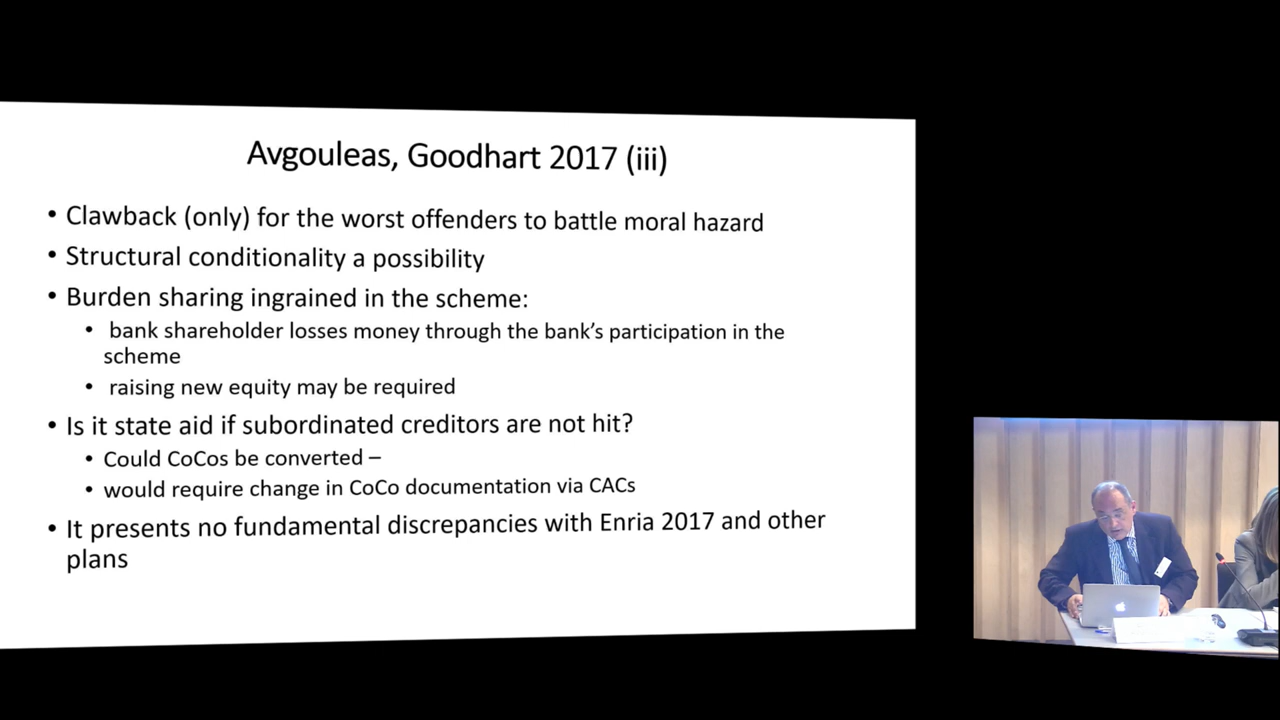 Avgouleas, Goodhart 2017 (iii)
• Clawback (only) for the worst offenders to battle moral hazard
• Structural conditionality a possibility
• Burden sharing ingrained in the scheme:
• bank shareholder losses money through the bank’s participation in the
scheme
• raising new equity may be required
• Is it state aid if subordinated creditors are not hit?
• Could CoCos be converted –
• would require change in CoCo documentation via CACs
• It presents no fundamental discrepancies with Enria 2017 and other
plans